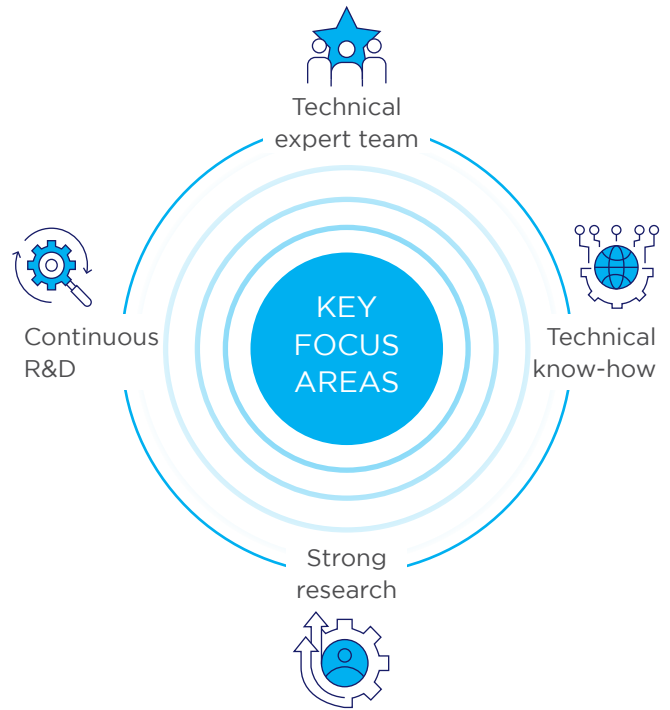 Technical
expert team
Continuous
R&D
KEY
FOCUS
AREAS
Technical
know-how
Strong
research